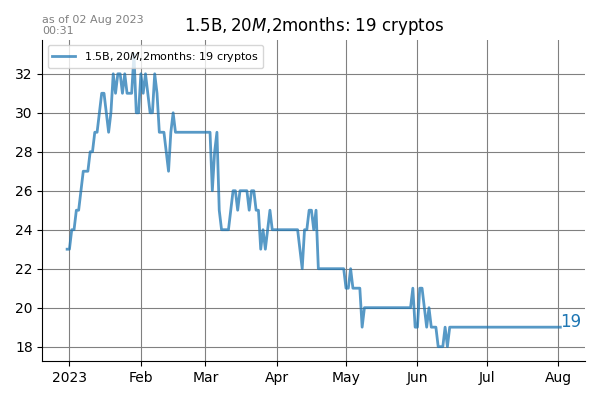 as of 02 Aug 2023
00:31
1.5B, 20M,2months: 19 cryptos
1.5B, 20M,2months: 19 cryptos
32
30
28
26
24
22
20
18
19
2023 Feb Mar Apr May Jun Jul Aug